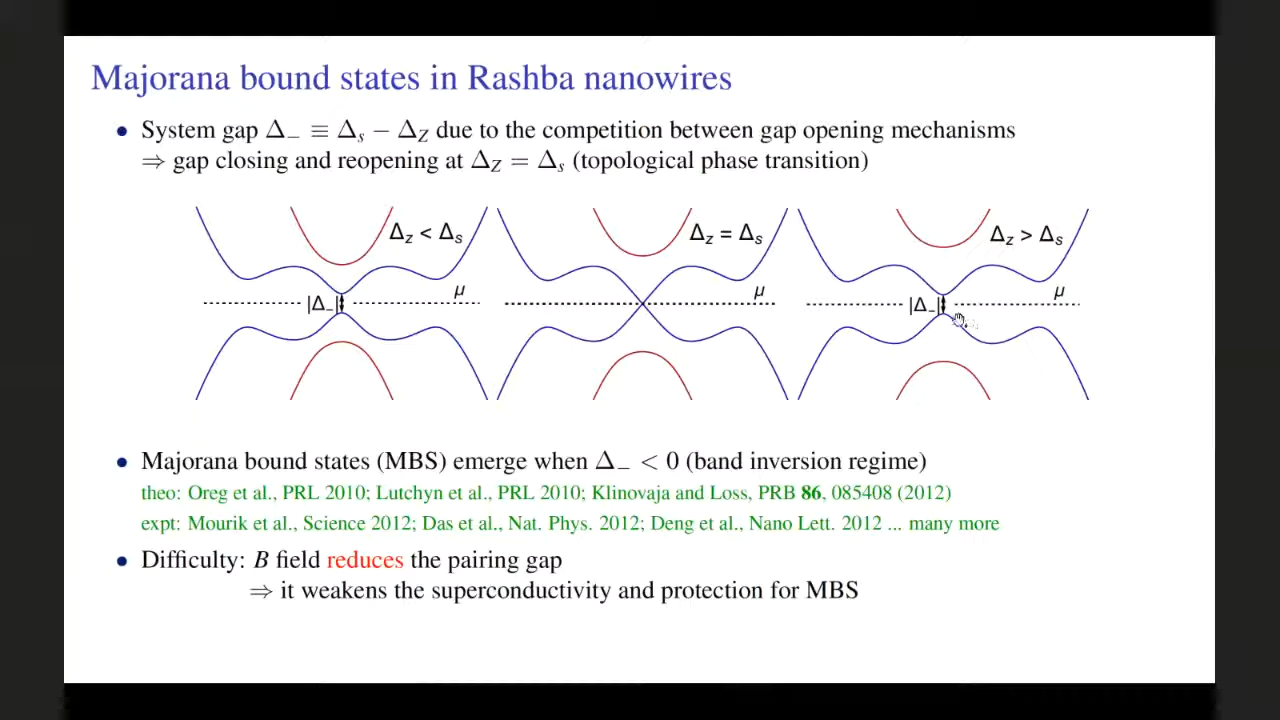 Majorana bound states in Rashba nanowires
• System gap Δ₋ ≡ Δₛ − Δ_Z due to the competition between gap opening mechanisms
⇒ gap closing and reopening at Δ_Z = Δₛ (topological phase transition)
Δ_z < Δ_s
Δ_z = Δ_s
Δ_z > Δ_s
μ
μ
μ
|Δ₋|
|Δ₋|
• Majorana bound states (MBS) emerge when Δ₋ < 0 (band inversion regime)
theo: Oreg et al., PRL 2010; Lutchyn et al., PRL 2010; Klinovaja and Loss, PRB 86, 085408 (2012)
expt: Mourik et al., Science 2012; Das et al., Nat. Phys. 2012; Deng et al., Nano Lett. 2012 ... many more
• Difficulty: B field reduces the pairing gap
⇒ it weakens the superconductivity and protection for MBS